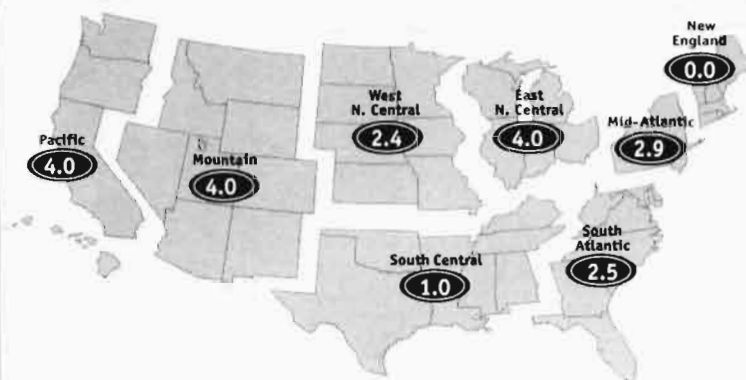 New
England
0.0
West
N. Central
2.4
East
N. Central
4.0
Mid-Atlantic
2.9
Pacific
4.0
Mountain
4.0
South
Atlantic
2.5
South Central
1.0